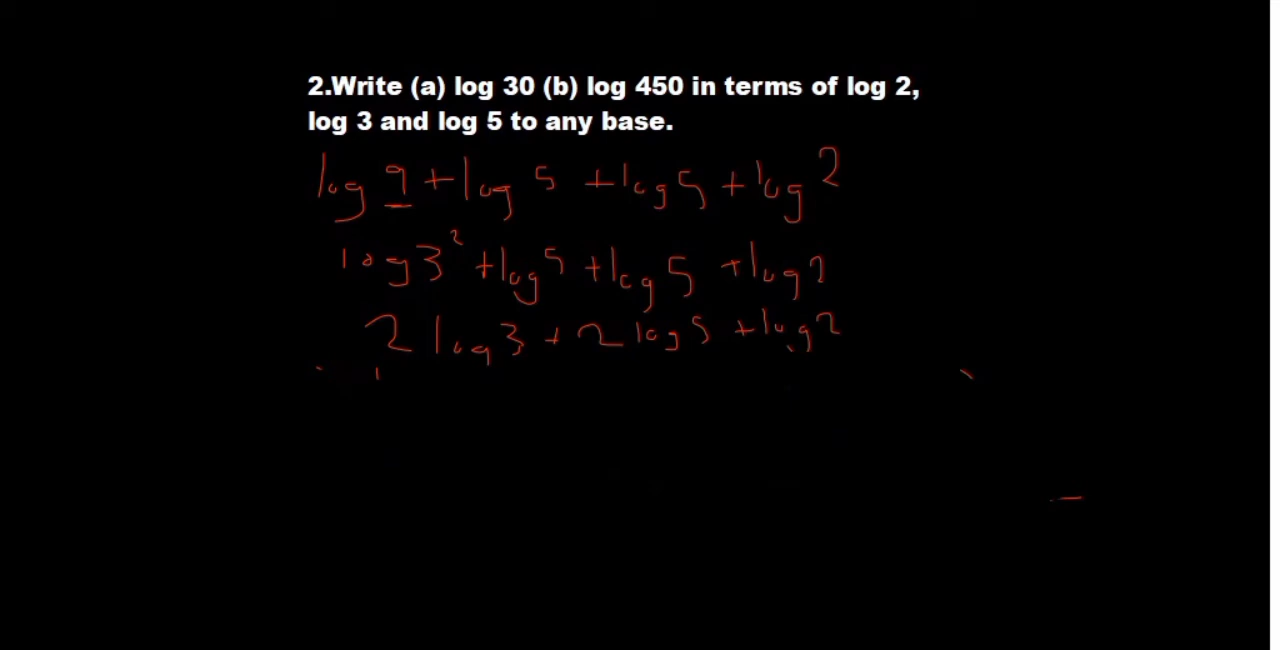 2.Write (a) log 30 (b) log 450 in terms of log 2,
log 3 and log 5 to any base.
log 9 + log 5 + log 5 + log 2
log 3² + log 5 + log 5 + log 2
2 log 3 + 2 log 5 + log 2